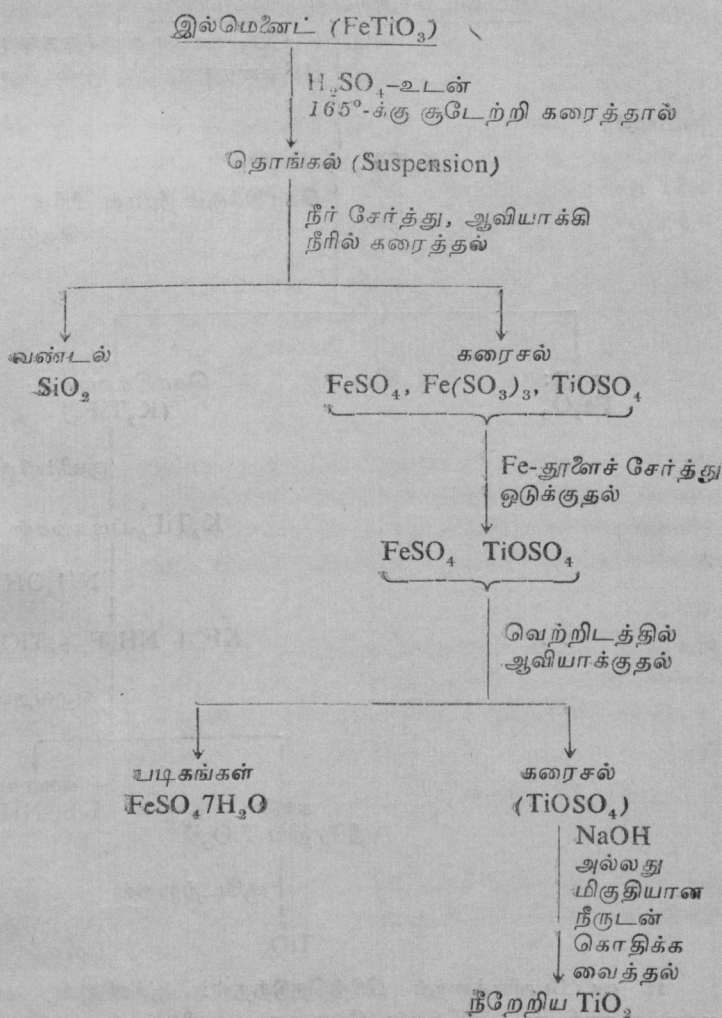 இல்மெனைட் (FeTiO₃)
H₂SO₄-உடன்
165°-க்கு சூடேற்றி கரைத்தால்
தொங்கல் (Suspension)
நீர் சேர்த்து, ஆவியாக்கி
நீரில் கரைத்தல்
வண்டல்
SiO₂
கரைசல்
FeSO₄, Fe(SO₃)₃, TiOSO₄
Fe-தூளைச் சேர்த்து
ஒடுக்குதல்
FeSO₄ TiOSO₄
வெற்றிடத்தில்
ஆவியாக்குதல்
படிகங்கள்
FeSO₄7H₂O
கரைசல்
(TiOSO₄)
NaOH
அல்லது
மிகுதியான
நீருடன்
கொதிக்க
வைத்தல்
நீறேறிய TiO₂